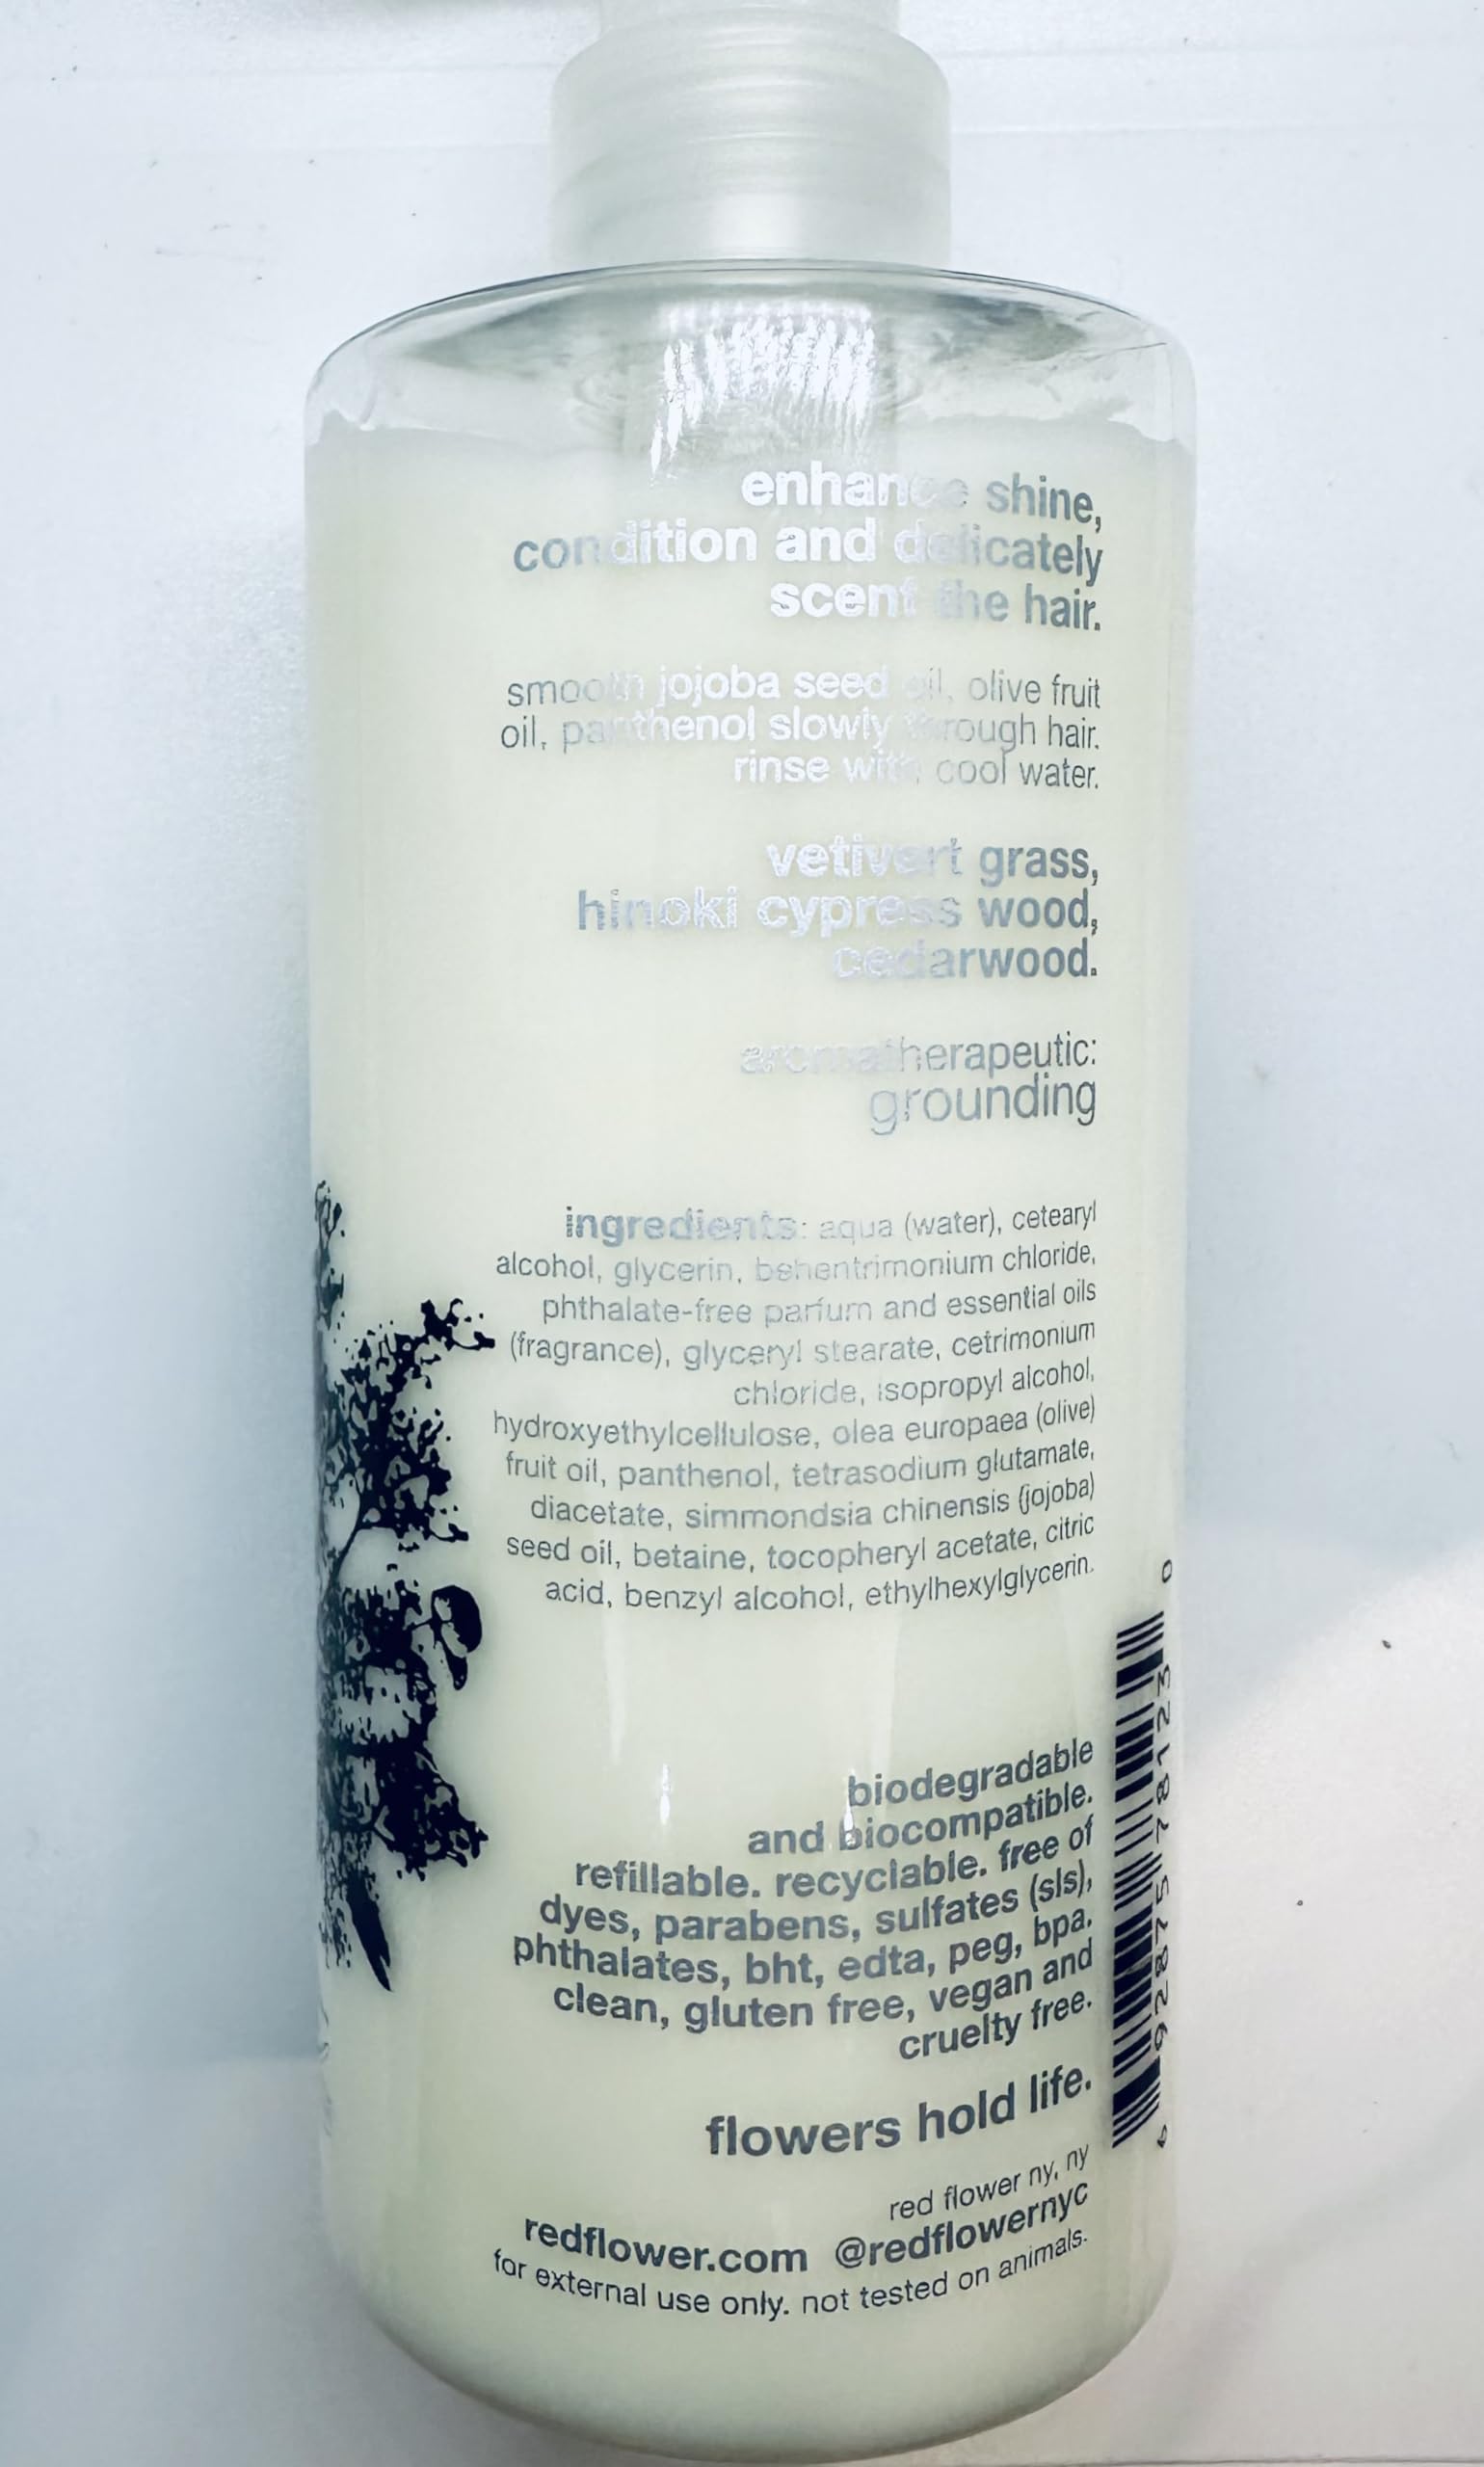 enhance shine,
condition and delicately
scent the hair.
smooth jojoba seed oil, olive fruit
oil, panthenol slowly through hair.
rinse with cool water.
vetivert grass,
hinoki cypress wood,
cedarwood.
aromatherapeutic:
grounding
ingredients: aqua (water), cetearyl
alcohol, glycerin, behentrimonium chloride,
phthalate-free parfum and essential oils
(fragrance), glyceryl stearate, cetrimonium
chloride, isopropyl alcohol,
hydroxyethylcellulose, olea europaea (olive)
fruit oil, panthenol, tetrasodium glutamate,
diacetate, simmondsia chinensis (jojoba)
seed oil, betaine, tocopheryl acetate, citric
acid, benzyl alcohol, ethylhexylglycerin.
biodegradable
and biocompatible.
refillable. recyclable. free of
dyes, parabens, sulfates (sls),
phthalates, bht, edta, peg, bpa.
clean, gluten free, vegan and
cruelty free.
flowers hold life.
red flower ny, ny
redflower.com @redflowernyc
for external use only. not tested on animals.
6 92875 78123 0